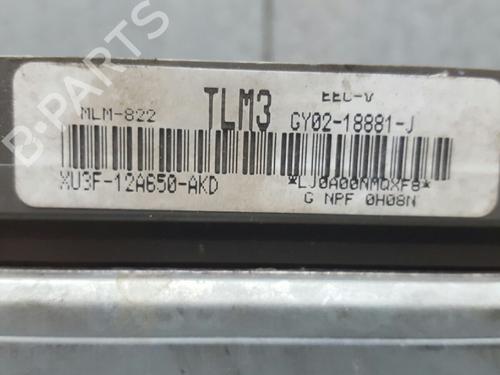 EEC-V
MLM-822 TLM3 GY02-18881-J
XU3F-12A650-AKD *LJ0A00NMQXF8*
G NPF 0H08N
B-PARTS